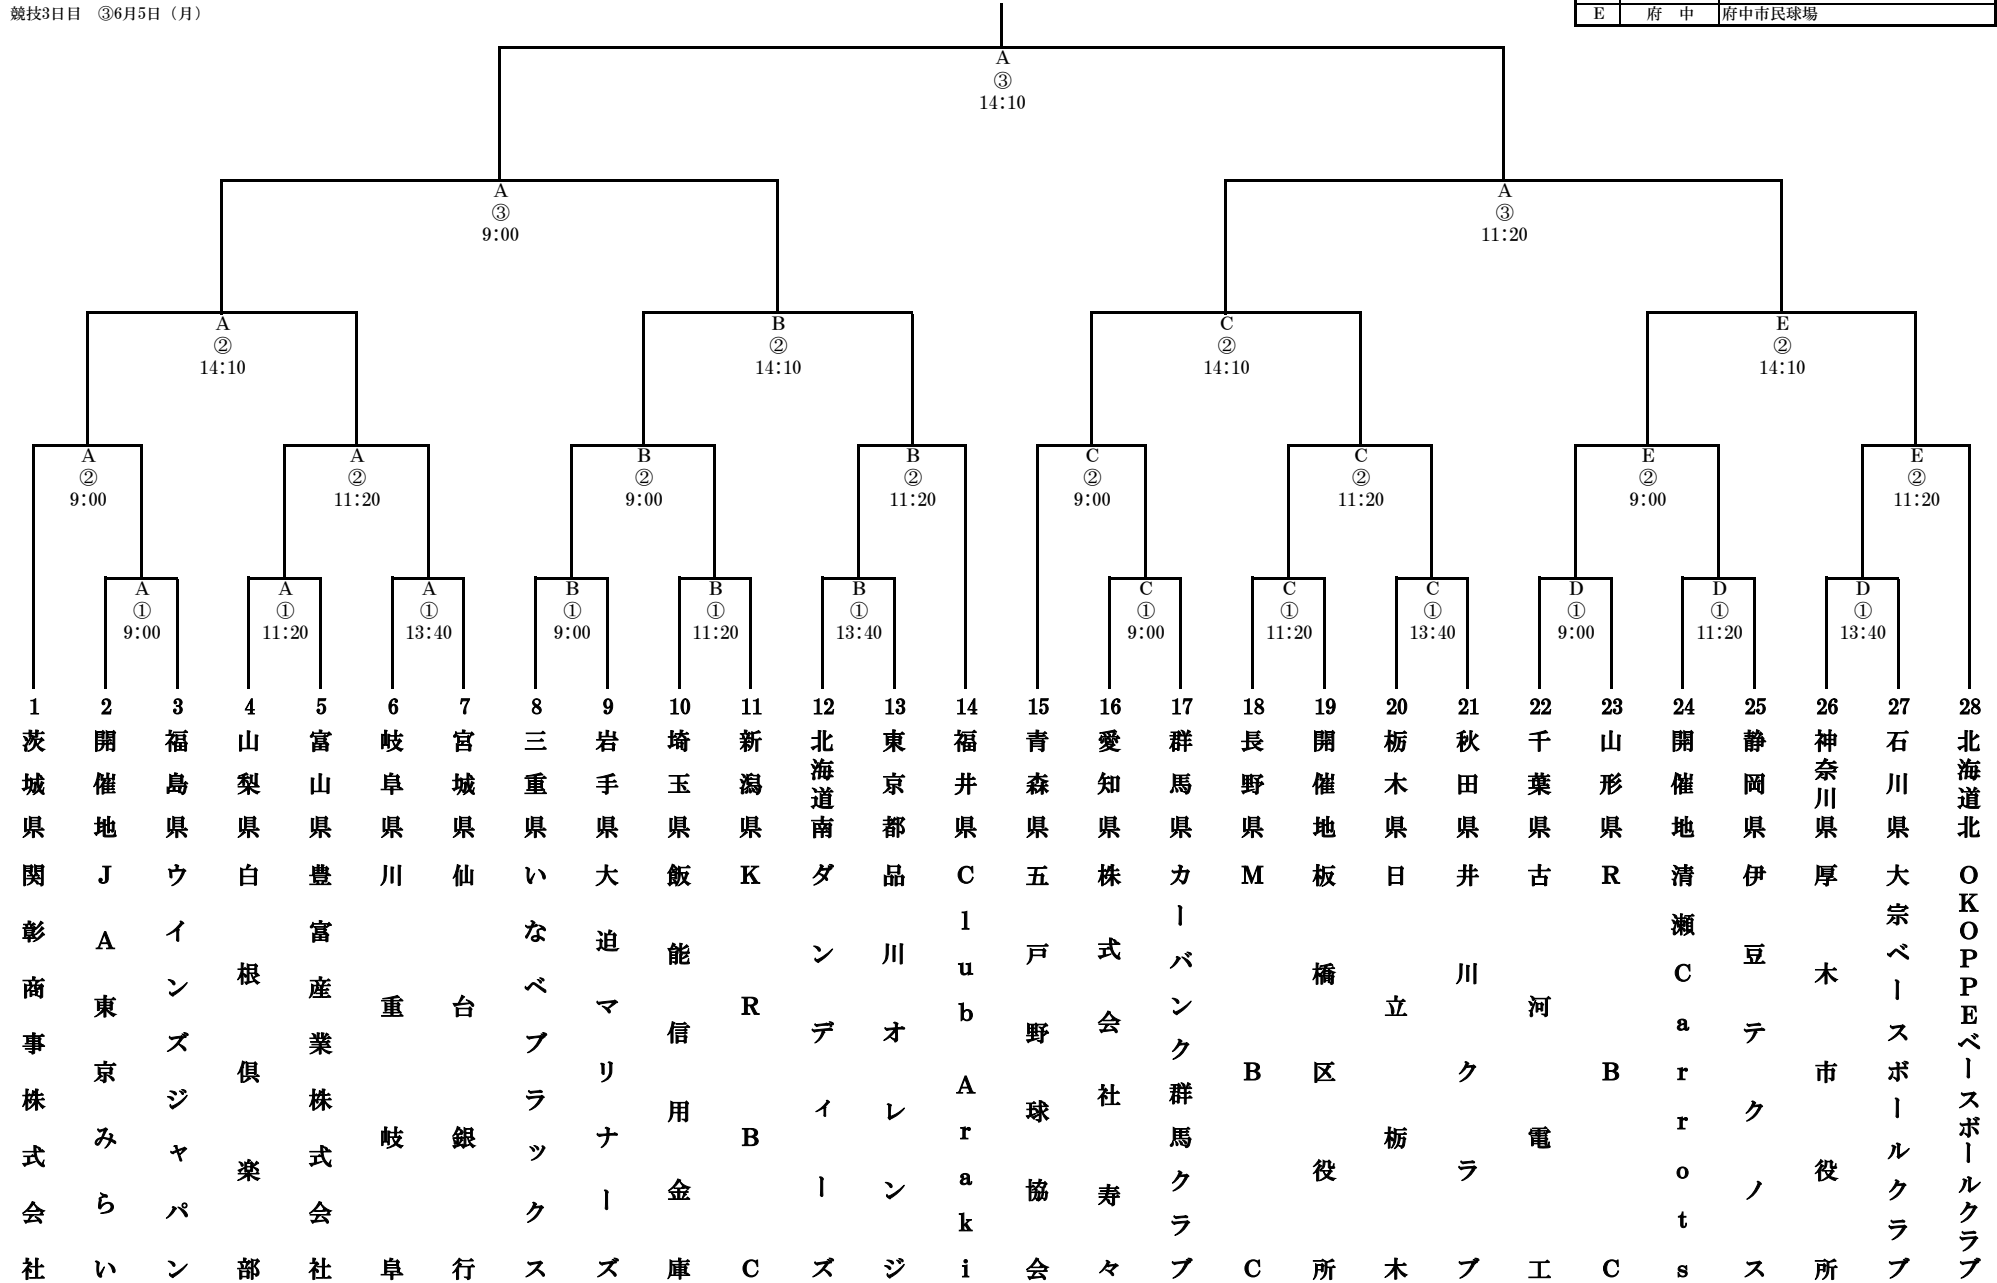 競技3日目　③6月5日（月）
E 府　中 府中市民球場
A
③
14:10
A
③
9:00
A
③
11:20
A
②
14:10
B
②
14:10
C
②
14:10
E
②
14:10
A
②
9:00
A
②
11:20
B
②
9:00
B
②
11:20
C
②
9:00
C
②
11:20
E
②
9:00
E
②
11:20
A
①
9:00
A
①
11:20
A
①
13:40
B
①
9:00
B
①
11:20
B
①
13:40
C
①
9:00
C
①
11:20
C
①
13:40
D
①
9:00
D
①
11:20
D
①
13:40
1 茨城県 関彰商事株式会社
2 開催地 JA東京みらい
3 福島県 ウインズジャパン
4 山梨県 白根倶楽部
5 富山県 豊富産業株式会社
6 岐阜県 川重岐阜
7 宮城県 仙台銀行
8 三重県 いなべブラックス
9 岩手県 大迫マリナーズ
10 埼玉県 飯能信用金庫
11 新潟県 KRBC
12 北海道南 ダンディーズ
13 東京都 品川オレンジ
14 福井県 Club Araki
15 青森県 五戸野球協会
16 愛知県 株式会社寿々
17 群馬県 カーバンク群馬クラブ
18 長野県 MBC
19 開催地 板橋区役所
20 栃木県 日立栃木
21 秋田県 井川クラブ
22 千葉県 古河電工
23 山形県 RBC
24 開催地 清瀬Carrots
25 静岡県 伊豆テクノス
26 神奈川県 厚木市役所
27 石川県 大宗ベースボールクラブ
28 北海道北 OKOPPEベースボールクラブ